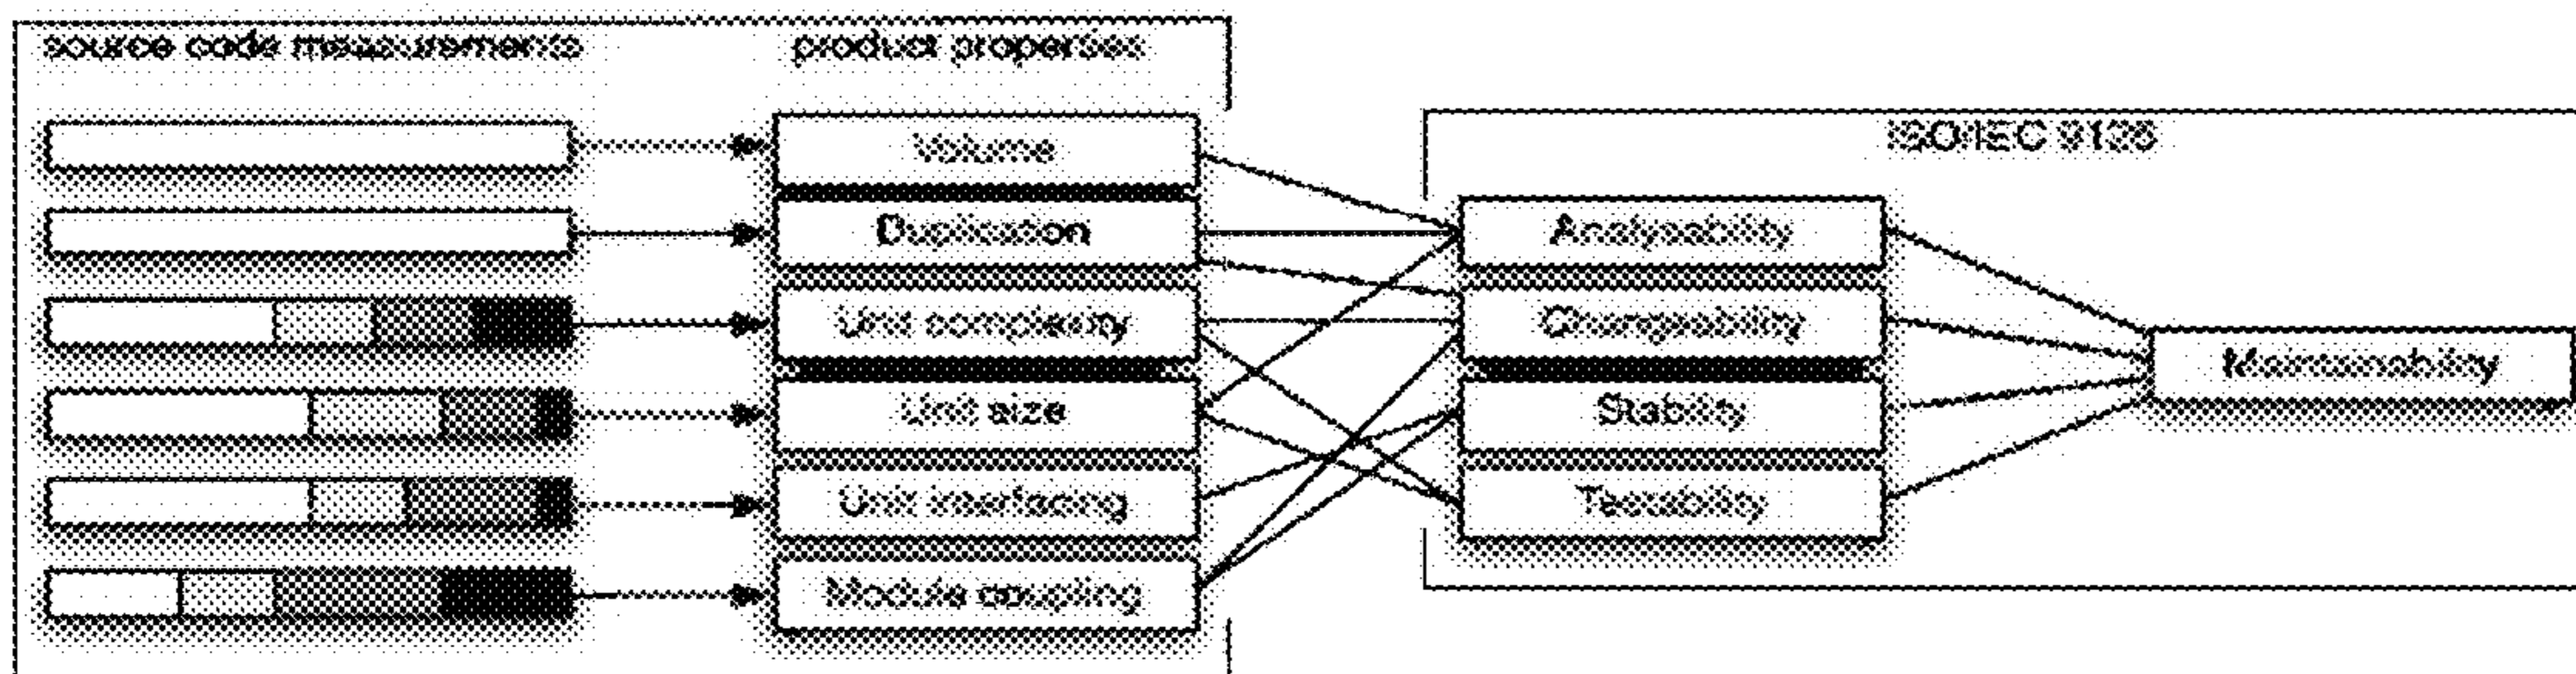 source code measurements
product properties
ISO/IEC 9126
Volume
Duplication
Unit complexity
Unit size
Unit interfacing
Module coupling
Analysability
Changeability
Stability
Testability
Maintainability